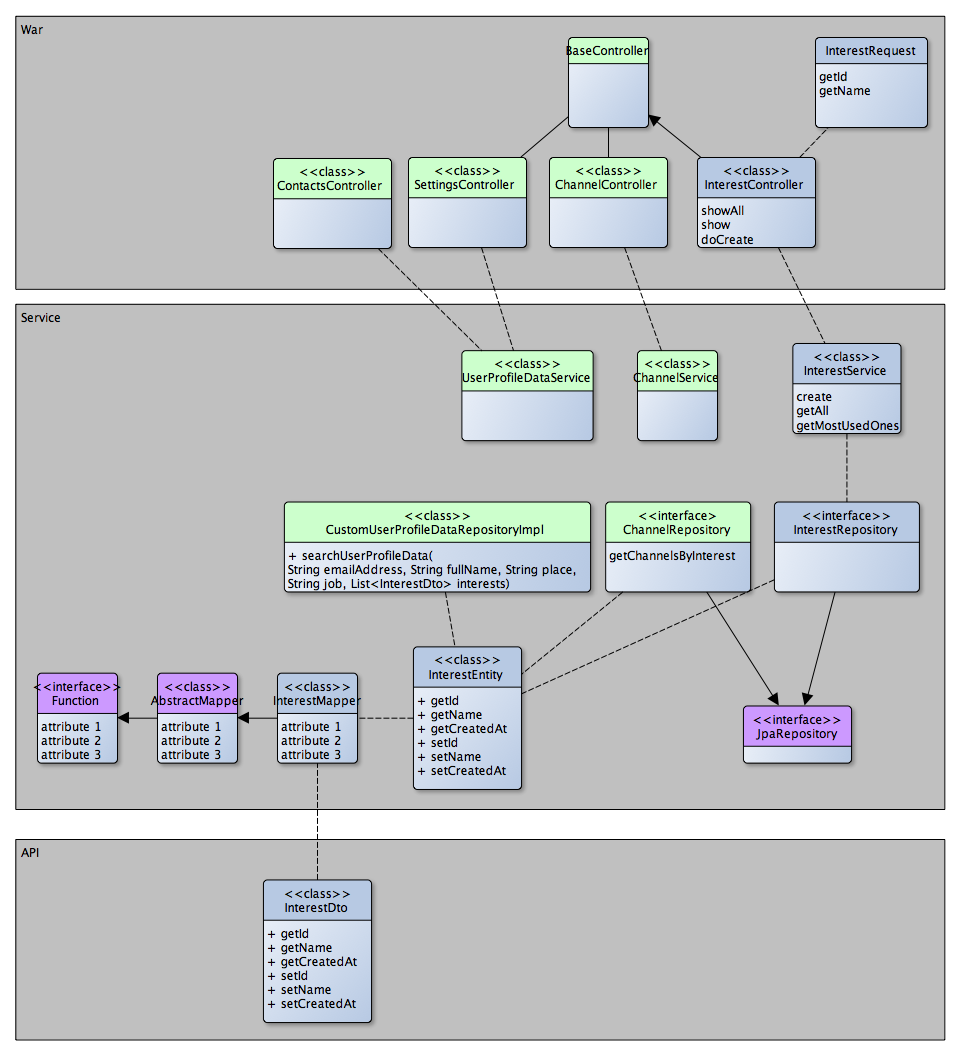 War
BaseController
InterestRequest
getId
getName
<<class>>
ContactsController
<<class>>
SettingsController
<<class>>
ChannelController
<<class>>
InterestController
showAll
show
doCreate
Service
<<class>>
UserProfileDataService
<<class>>
ChannelService
<<class>>
InterestService
create
getAll
getMostUsedOnes
<<class>>
CustomUserProfileDataRepositoryImpl
+ searchUserProfileData(
String emailAddress, String fullName, String place,
String job, List<InterestDto> interests)
<<interface>
ChannelRepository
getChannelsByInterest
<<interface>>
InterestRepository
<<interface>>
Function
attribute 1
attribute 2
attribute 3
<<class>>
AbstractMapper
attribute 1
attribute 2
attribute 3
<<class>>
InterestMapper
attribute 1
attribute 2
attribute 3
<<class>>
InterestEntity
+ getId
+ getName
+ getCreatedAt
+ setId
+ setName
+ setCreatedAt
<<interface>>
JpaRepository
API
<<class>>
InterestDto
+ getId
+ getName
+ getCreatedAt
+ setId
+ setName
+ setCreatedAt